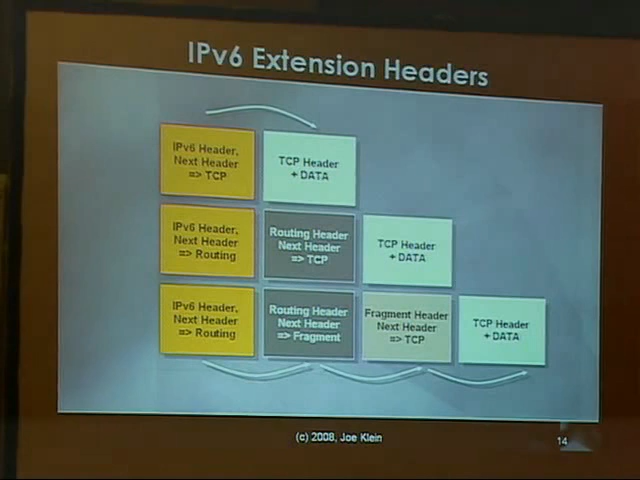 IPv6 Extension Headers
IPv6 Header,
Next Header
=> TCP
TCP Header
+ DATA
IPv6 Header,
Next Header
=> Routing
Routing Header
Next Header
=> TCP
TCP Header
+ DATA
IPv6 Header,
Next Header
=> Routing
Routing Header
Next Header
=> Fragment
Fragment Header
Next Header
=> TCP
TCP Header
+ DATA
(c) 2008, Joe Klein
14